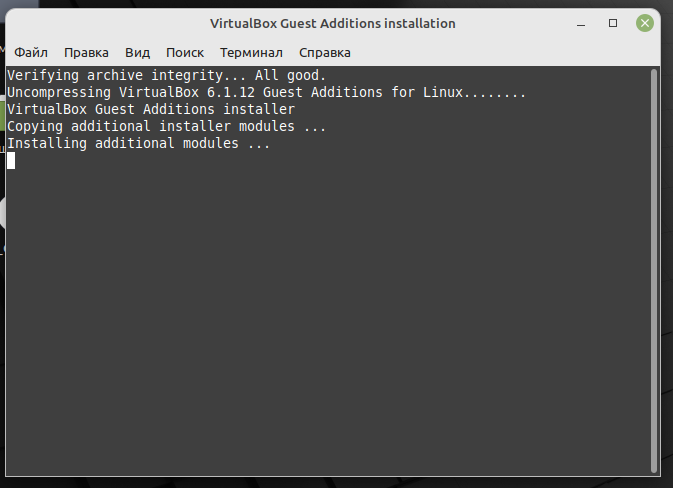 VirtualBox Guest Additions installation
Файл Правка Вид Поиск Терминал Справка
Verifying archive integrity... All good.
Uncompressing VirtualBox 6.1.12 Guest Additions for Linux........
VirtualBox Guest Additions installer
Copying additional installer modules ...
Installing additional modules ...